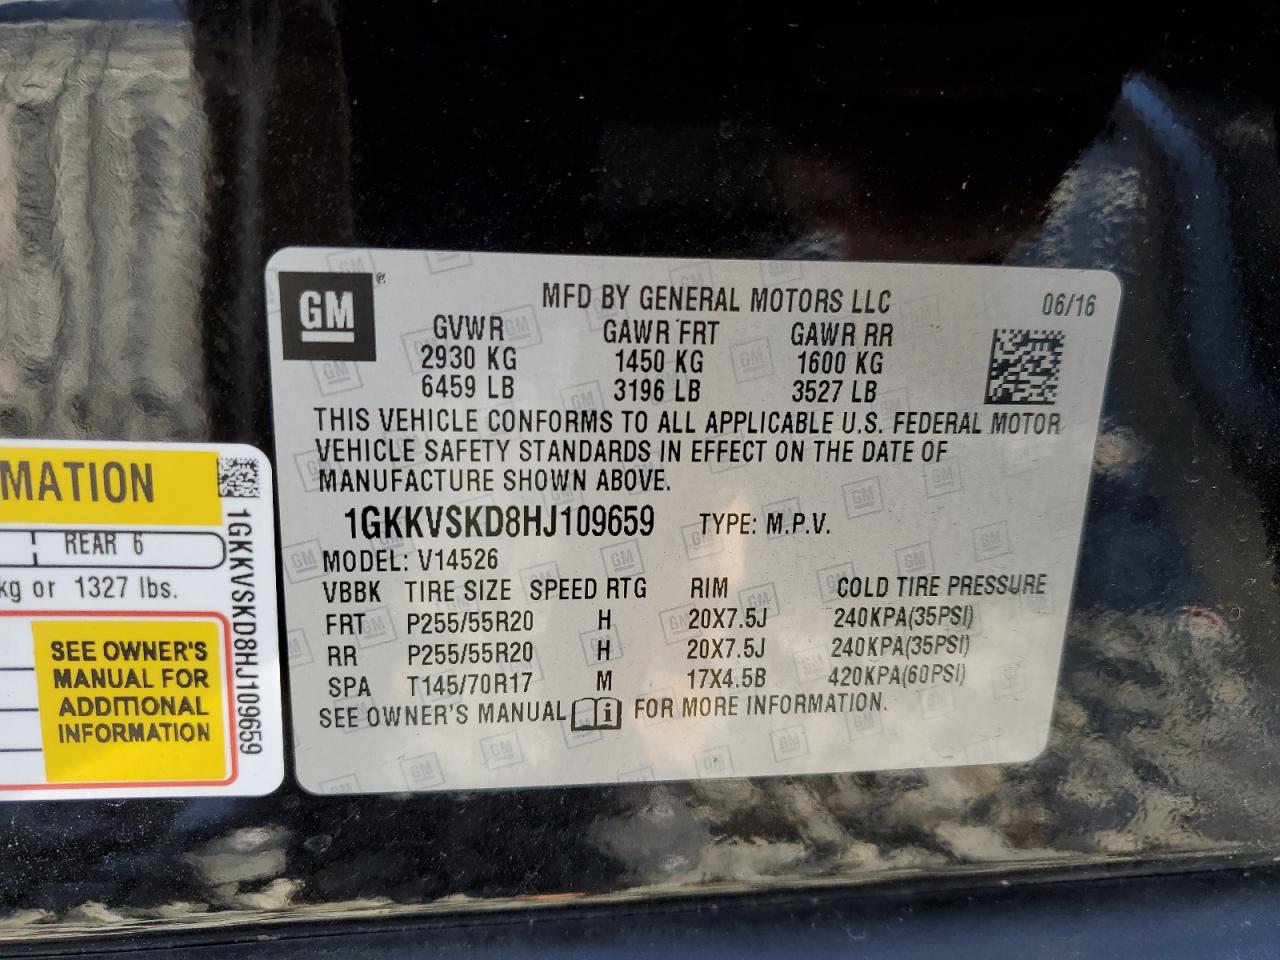 GM
®
MFD BY GENERAL MOTORS LLC
06/16
GVWR GAWR FRT GAWR RR
2930 KG 1450 KG 1600 KG
6459 LB 3196 LB 3527 LB
THIS VEHICLE CONFORMS TO ALL APPLICABLE U.S. FEDERAL MOTOR
VEHICLE SAFETY STANDARDS IN EFFECT ON THE DATE OF
MANUFACTURE SHOWN ABOVE.
1GKKVSKD8HJ109659 TYPE: M.P.V.
MODEL: V14526
VBBK TIRE SIZE SPEED RTG RIM COLD TIRE PRESSURE
FRT P255/55R20 H 20X7.5J 240KPA(35PSI)
RR P255/55R20 H 20X7.5J 240KPA(35PSI)
SPA T145/70R17 M 17X4.5B 420KPA(60PSI)
SEE OWNER'S MANUAL i FOR MORE INFORMATION.
MATION
REAR 6
kg or 1327 lbs.
SEE OWNER'S
MANUAL FOR
ADDITIONAL
INFORMATION
1GKKVSKD8HJ109659